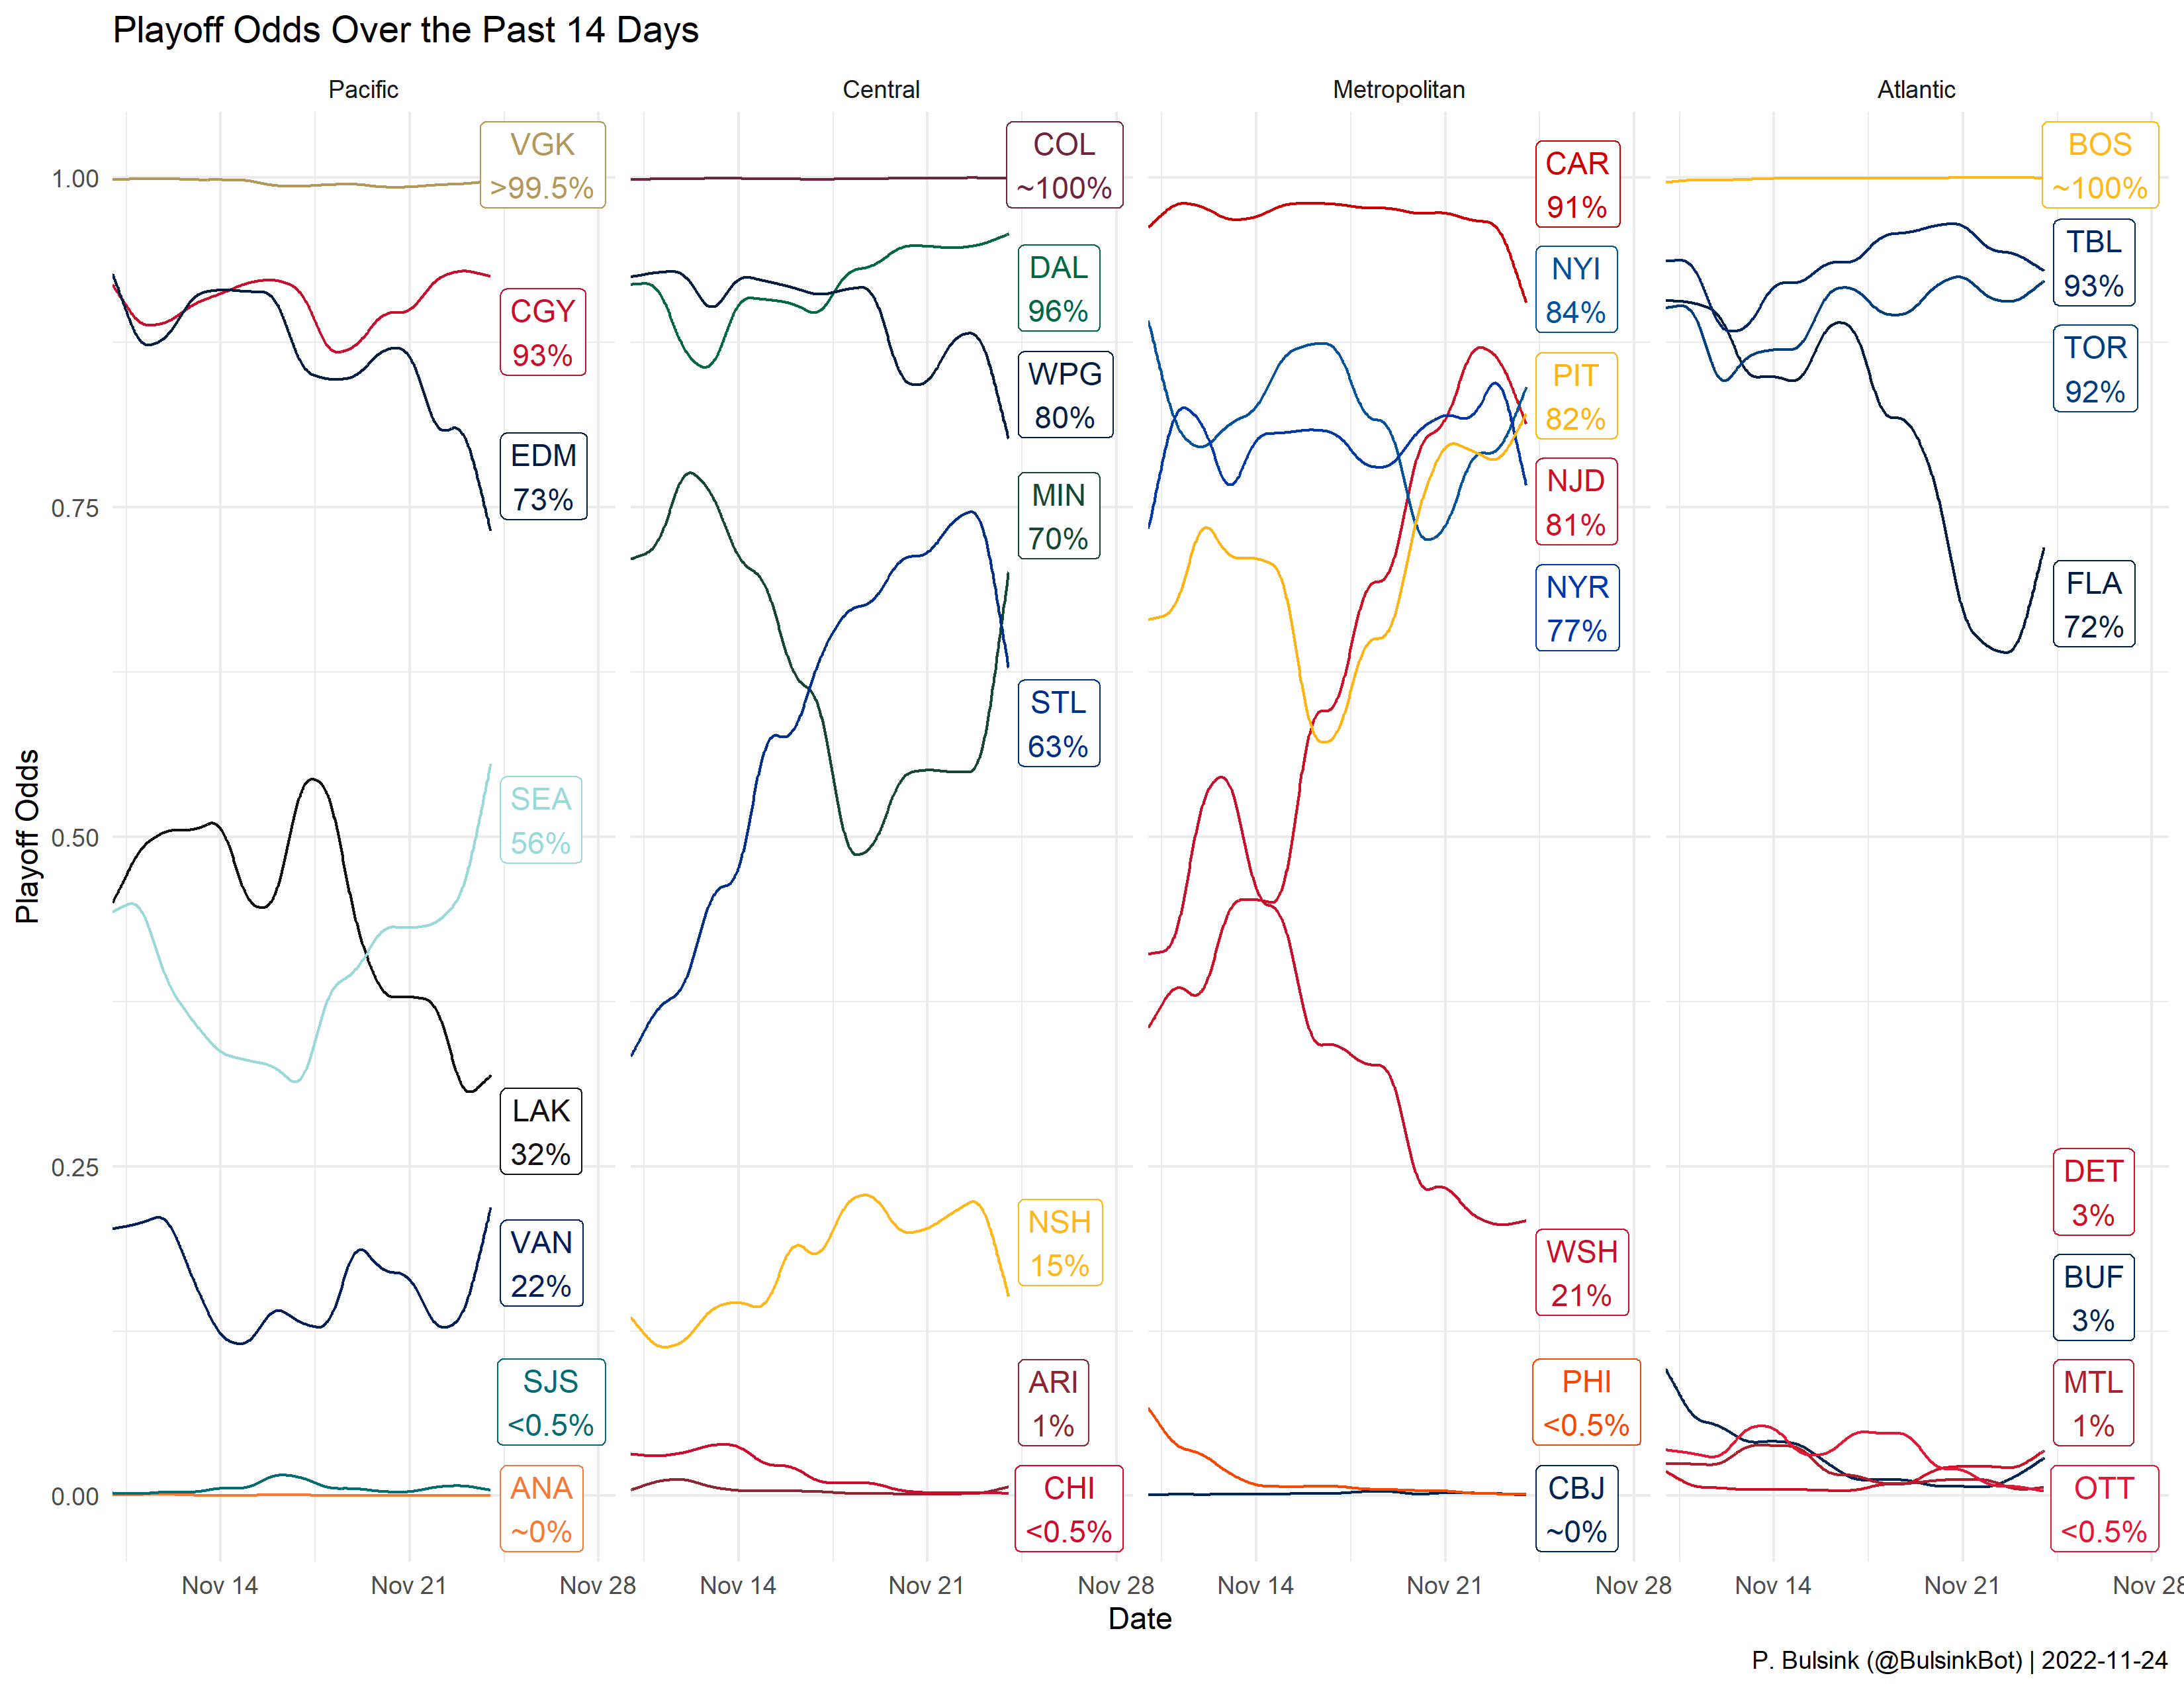 Playoff Odds Over the Past 14 Days
Pacific
Central
Metropolitan
Atlantic
Playoff Odds
1.00
0.75
0.50
0.25
0.00
VGK
>99.5%
CGY
93%
EDM
73%
SEA
56%
LAK
32%
VAN
22%
SJS
<0.5%
ANA
~0%
COL
~100%
DAL
96%
WPG
80%
MIN
70%
STL
63%
NSH
15%
ARI
1%
CHI
<0.5%
CAR
91%
NYI
84%
PIT
82%
NJD
81%
NYR
77%
WSH
21%
PHI
<0.5%
CBJ
~0%
BOS
~100%
TBL
93%
TOR
92%
FLA
72%
DET
3%
BUF
3%
MTL
1%
OTT
<0.5%
Nov 14
Nov 21
Nov 28
Nov 14
Nov 21
Nov 28
Nov 14
Nov 21
Nov 28
Nov 14
Nov 21
Nov 28
Date
P. Bulsink (@BulsinkBot) | 2022-11-24